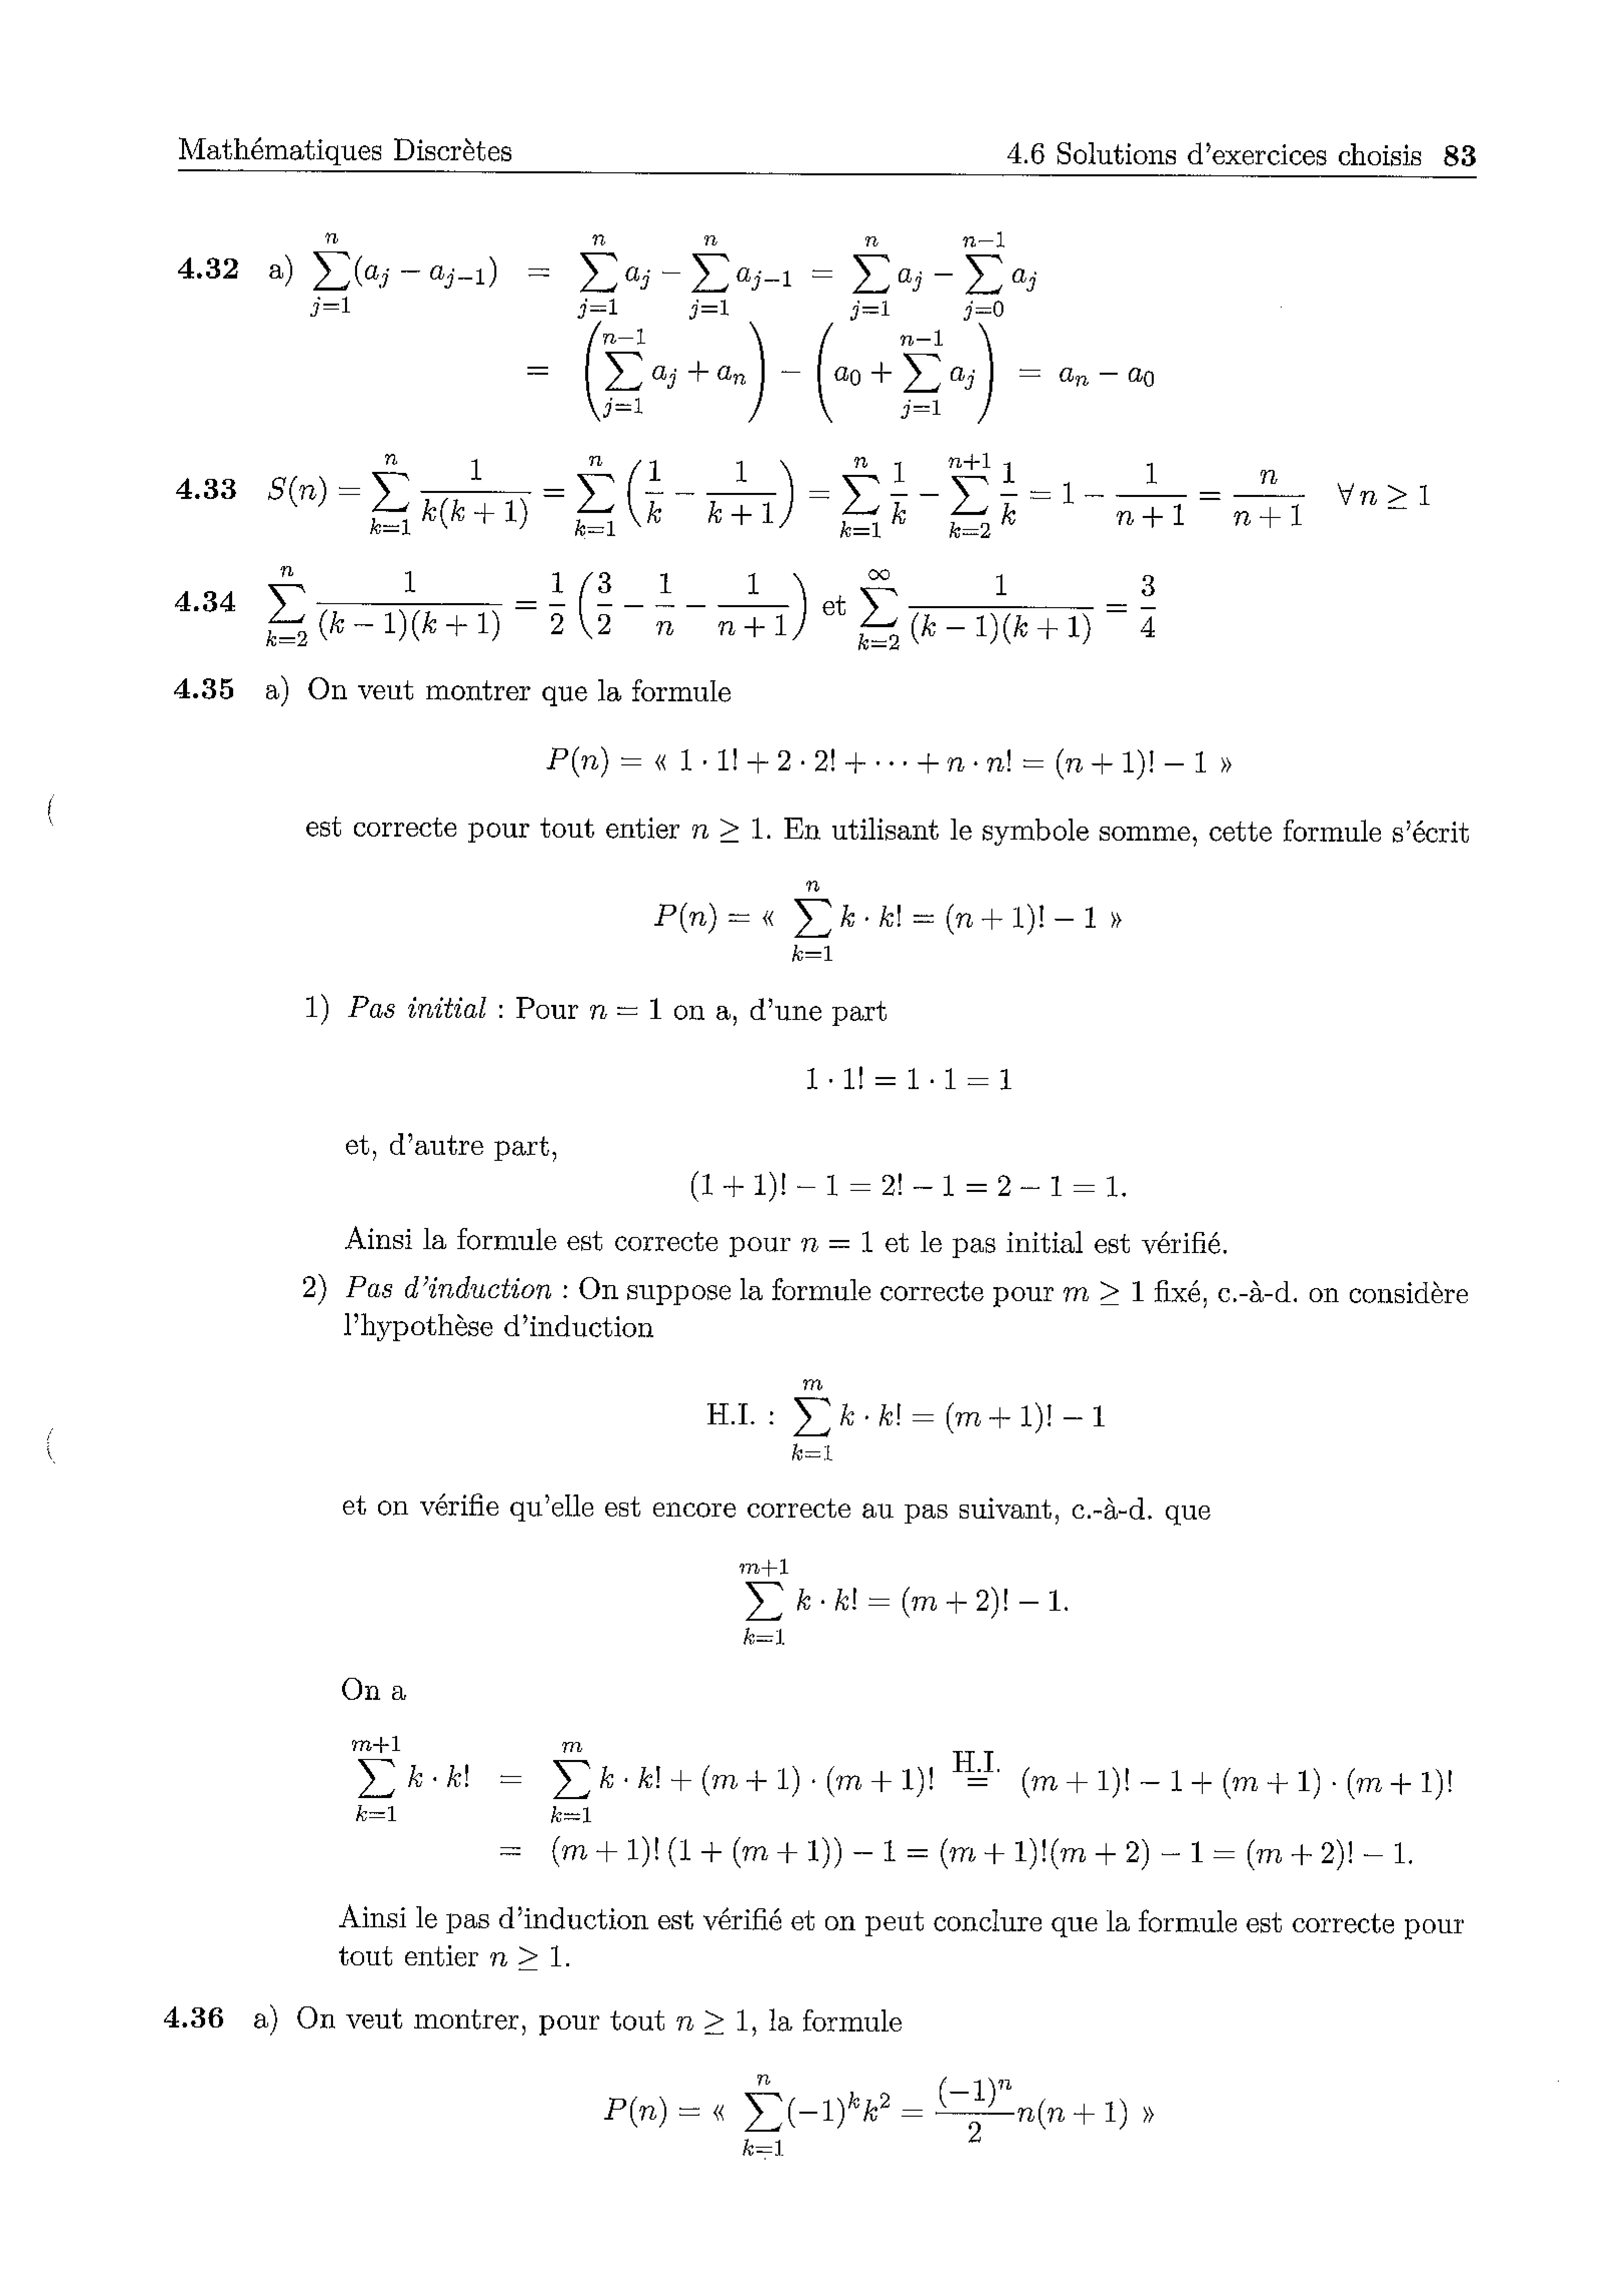 Mathématiques Discrètes 4.6 Solutions d'exercices choisis 83
4.32 a) $\sum_{j=1}^{n}(a_j - a_{j-1}) = \sum_{j=1}^{n} a_j - \sum_{j=1}^{n} a_{j-1} = \sum_{j=1}^{n} a_j - \sum_{j=0}^{n-1} a_j$
$= \left(\sum_{j=1}^{n-1} a_j + a_n\right) - \left(a_0 + \sum_{j=1}^{n-1} a_j\right) = a_n - a_0$
4.33 $S(n) = \sum_{k=1}^{n} \frac{1}{k(k+1)} = \sum_{k=1}^{n} \left(\frac{1}{k} - \frac{1}{k+1}\right) = \sum_{k=1}^{n} \frac{1}{k} - \sum_{k=2}^{n+1} \frac{1}{k} = 1 - \frac{1}{n+1} = \frac{n}{n+1} \quad \forall n \geq 1$
4.34 $\sum_{k=2}^{n} \frac{1}{(k-1)(k+1)} = \frac{1}{2}\left(\frac{3}{2} - \frac{1}{n} - \frac{1}{n+1}\right)$ et $\sum_{k=2}^{\infty} \frac{1}{(k-1)(k+1)} = \frac{3}{4}$
4.35 a) On veut montrer que la formule
$P(n) = « 1 \cdot 1! + 2 \cdot 2! + \cdots + n \cdot n! = (n+1)! - 1 »$
est correcte pour tout entier $n \geq 1$. En utilisant le symbole somme, cette formule s'écrit
$P(n) = « \sum_{k=1}^{n} k \cdot k! = (n+1)! - 1 »$
1) Pas initial : Pour $n = 1$ on a, d'une part
$1 \cdot 1! = 1 \cdot 1 = 1$
et, d'autre part,
$(1+1)! - 1 = 2! - 1 = 2 - 1 = 1.$
Ainsi la formule est correcte pour $n = 1$ et le pas initial est vérifié.
2) Pas d'induction : On suppose la formule correcte pour $m \geq 1$ fixé, c.-à-d. on considère
l'hypothèse d'induction
H.I. : $\sum_{k=1}^{m} k \cdot k! = (m+1)! - 1$
et on vérifie qu'elle est encore correcte au pas suivant, c.-à-d. que
$\sum_{k=1}^{m+1} k \cdot k! = (m+2)! - 1.$
On a
$\sum_{k=1}^{m+1} k \cdot k! = \sum_{k=1}^{m} k \cdot k! + (m+1) \cdot (m+1)! \overset{\text{H.I.}}{=} (m+1)! - 1 + (m+1) \cdot (m+1)!$
$= (m+1)! \, (1 + (m+1)) - 1 = (m+1)!(m+2) - 1 = (m+2)! - 1.$
Ainsi le pas d'induction est vérifié et on peut conclure que la formule est correcte pour
tout entier $n \geq 1$.
4.36 a) On veut montrer, pour tout $n \geq 1$, la formule
$P(n) = « \sum_{k=1}^{n} (-1)^k k^2 = \frac{(-1)^n}{2} n(n+1) »$